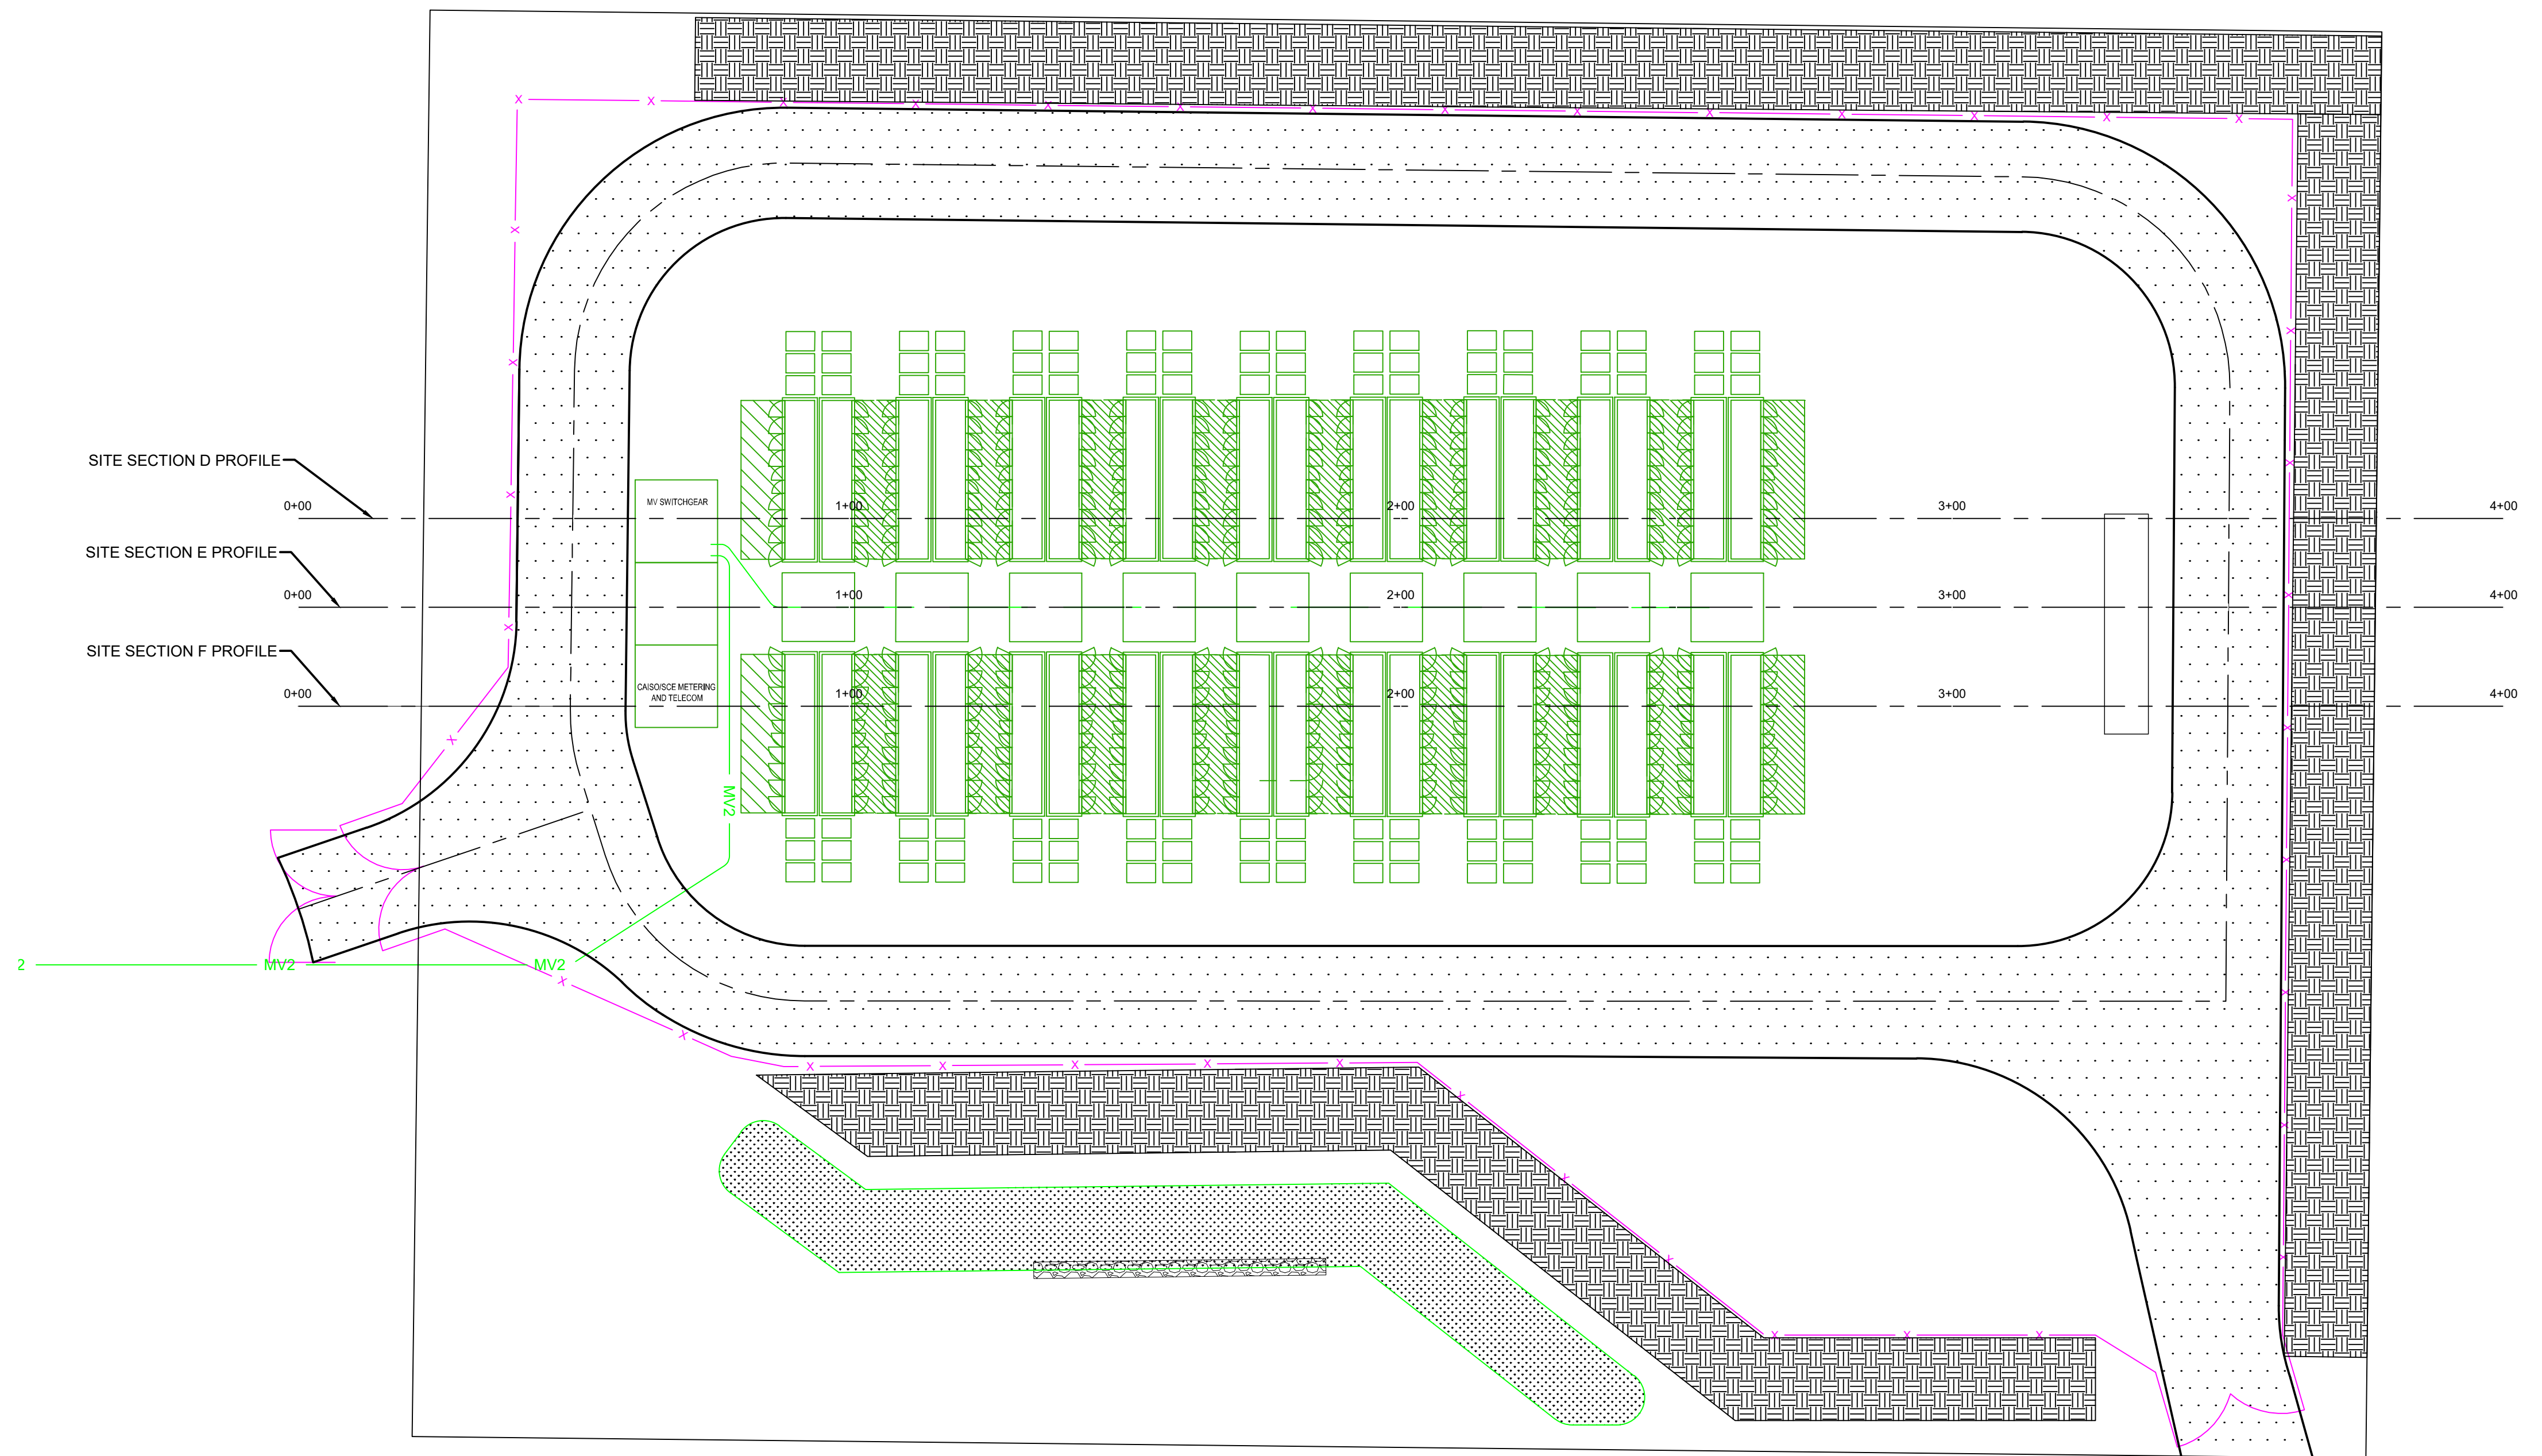 SITE SECTION D PROFILE
0+00
1+00
2+00
3+00
4+00
MV SWITCHGEAR
SITE SECTION E PROFILE
0+00
1+00
2+00
3+00
4+00
SITE SECTION F PROFILE
0+00
1+00
2+00
3+00
4+00
CAISO/SCE METERING
AND TELECOM
MV2
2
MV2
MV2